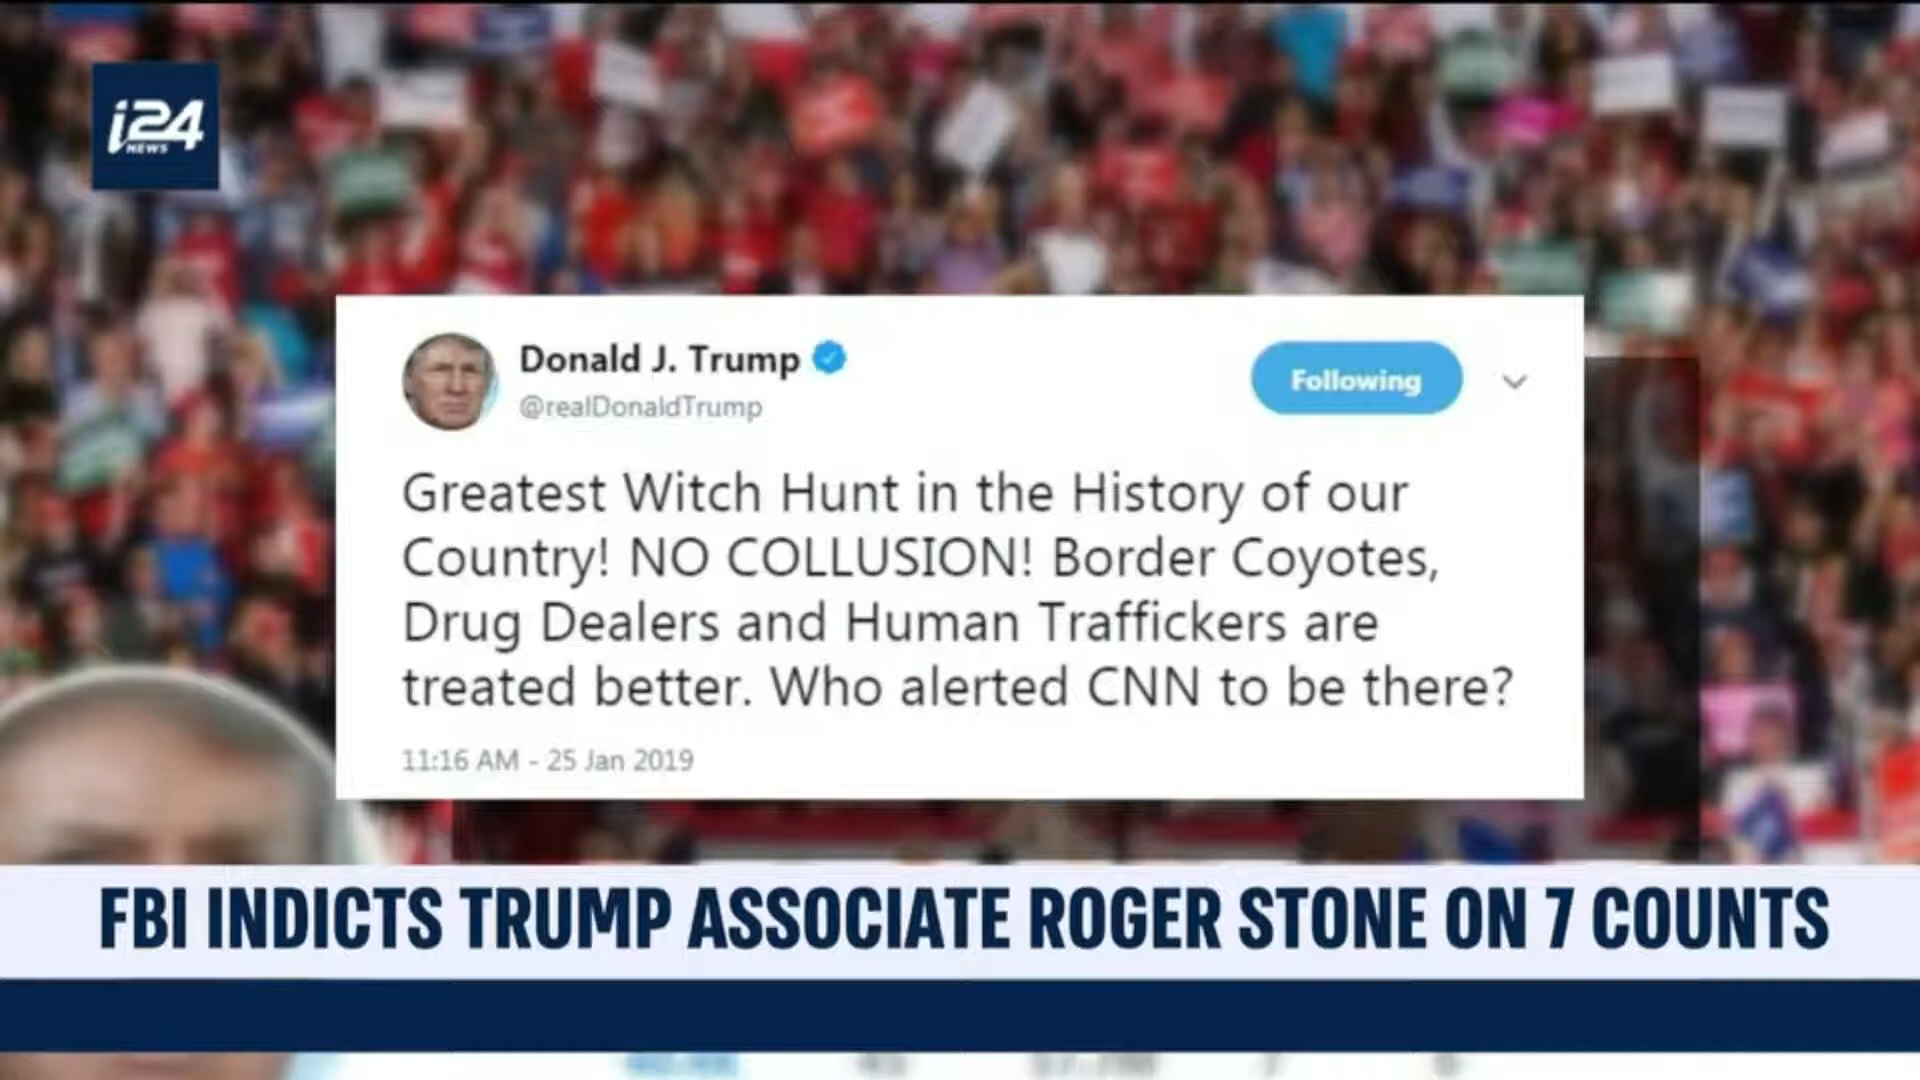 i24
NEWS
Donald J. Trump
@realDonaldTrump
Following
Greatest Witch Hunt in the History of our
Country! NO COLLUSION! Border Coyotes,
Drug Dealers and Human Traffickers are
treated better. Who alerted CNN to be there?
11:16 AM - 25 Jan 2019
FBI INDICTS TRUMP ASSOCIATE ROGER STONE ON 7 COUNTS